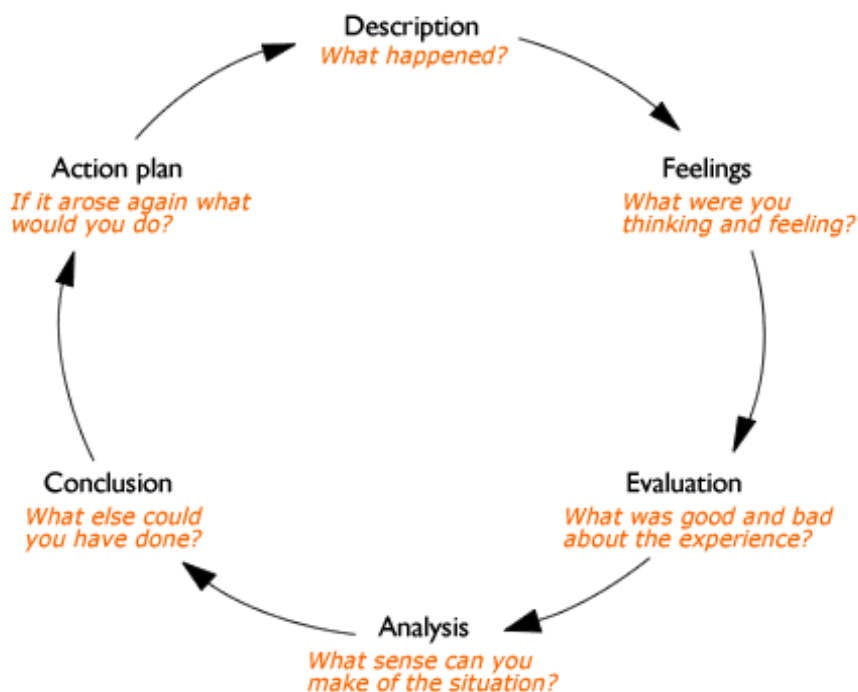 Description
What happened?
Feelings
What were you
thinking and feeling?
Evaluation
What was good and bad
about the experience?
Analysis
What sense can you
make of the situation?
Conclusion
What else could
you have done?
Action plan
If it arose again what
would you do?